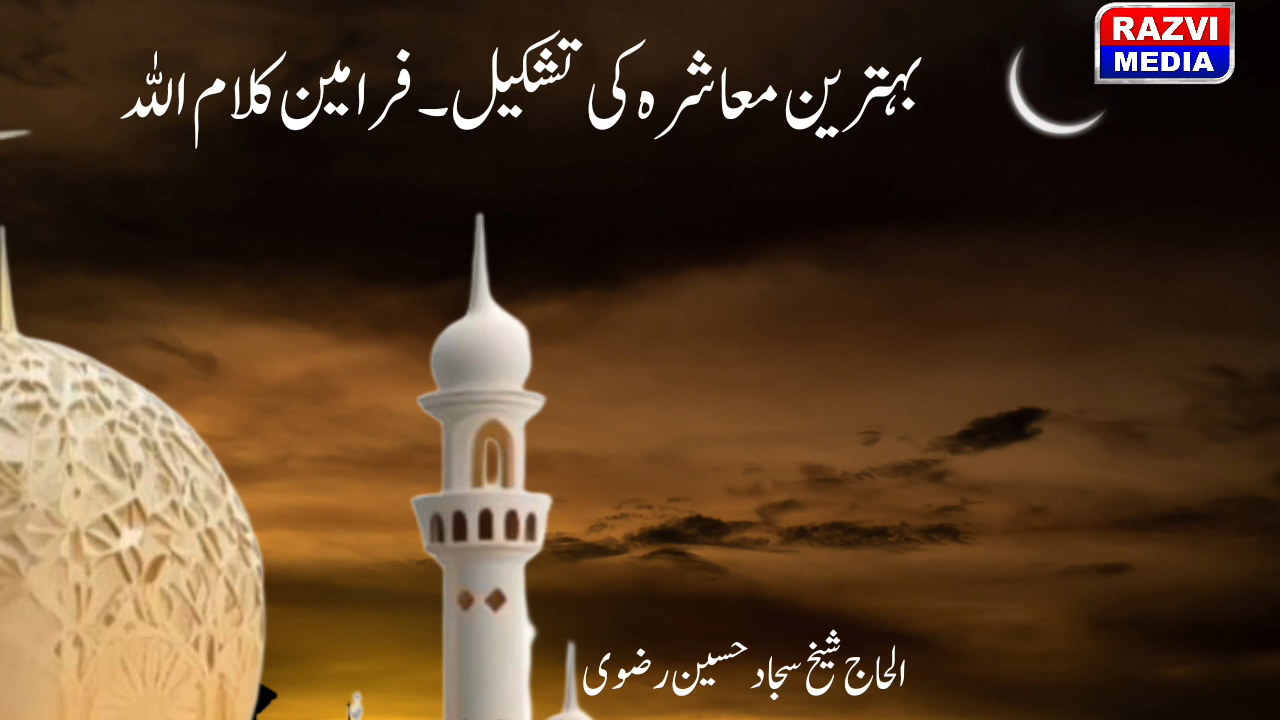 RAZVI
MEDIA
بہترین معاشرہ کی تشکیل۔ فرامین کلام اللہ
الحاج شیخ سجاد حسین رضوی